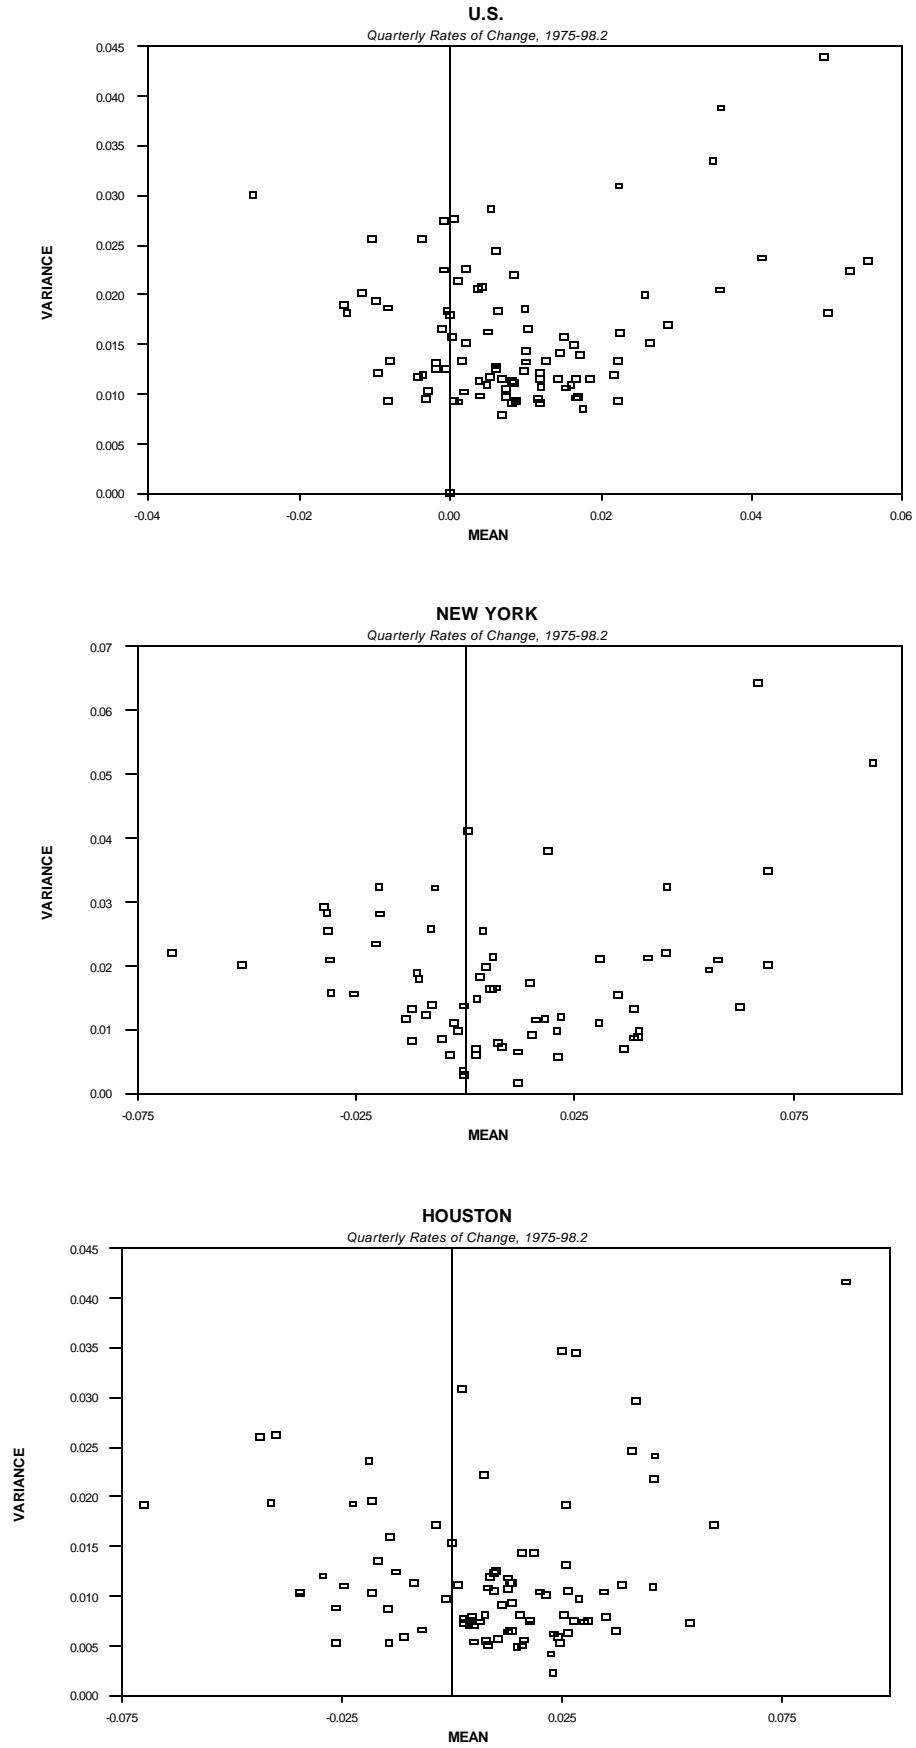 U.S.
Quarterly Rates of Change, 1975-98.2
0.045
0.040
0.035
0.030
0.025
0.020
0.015
0.010
0.005
0.000
VARIANCE
-0.04 -0.02 0.00 0.02 0.04 0.06
MEAN
NEW YORK
Quarterly Rates of Change, 1975-98.2
0.07
0.06
0.05
0.04
0.03
0.02
0.01
0.00
VARIANCE
-0.075 -0.025 0.025 0.075
MEAN
HOUSTON
Quarterly Rates of Change, 1975-98.2
0.045
0.040
0.035
0.030
0.025
0.020
0.015
0.010
0.005
0.000
VARIANCE
-0.075 -0.025 0.025 0.075
MEAN